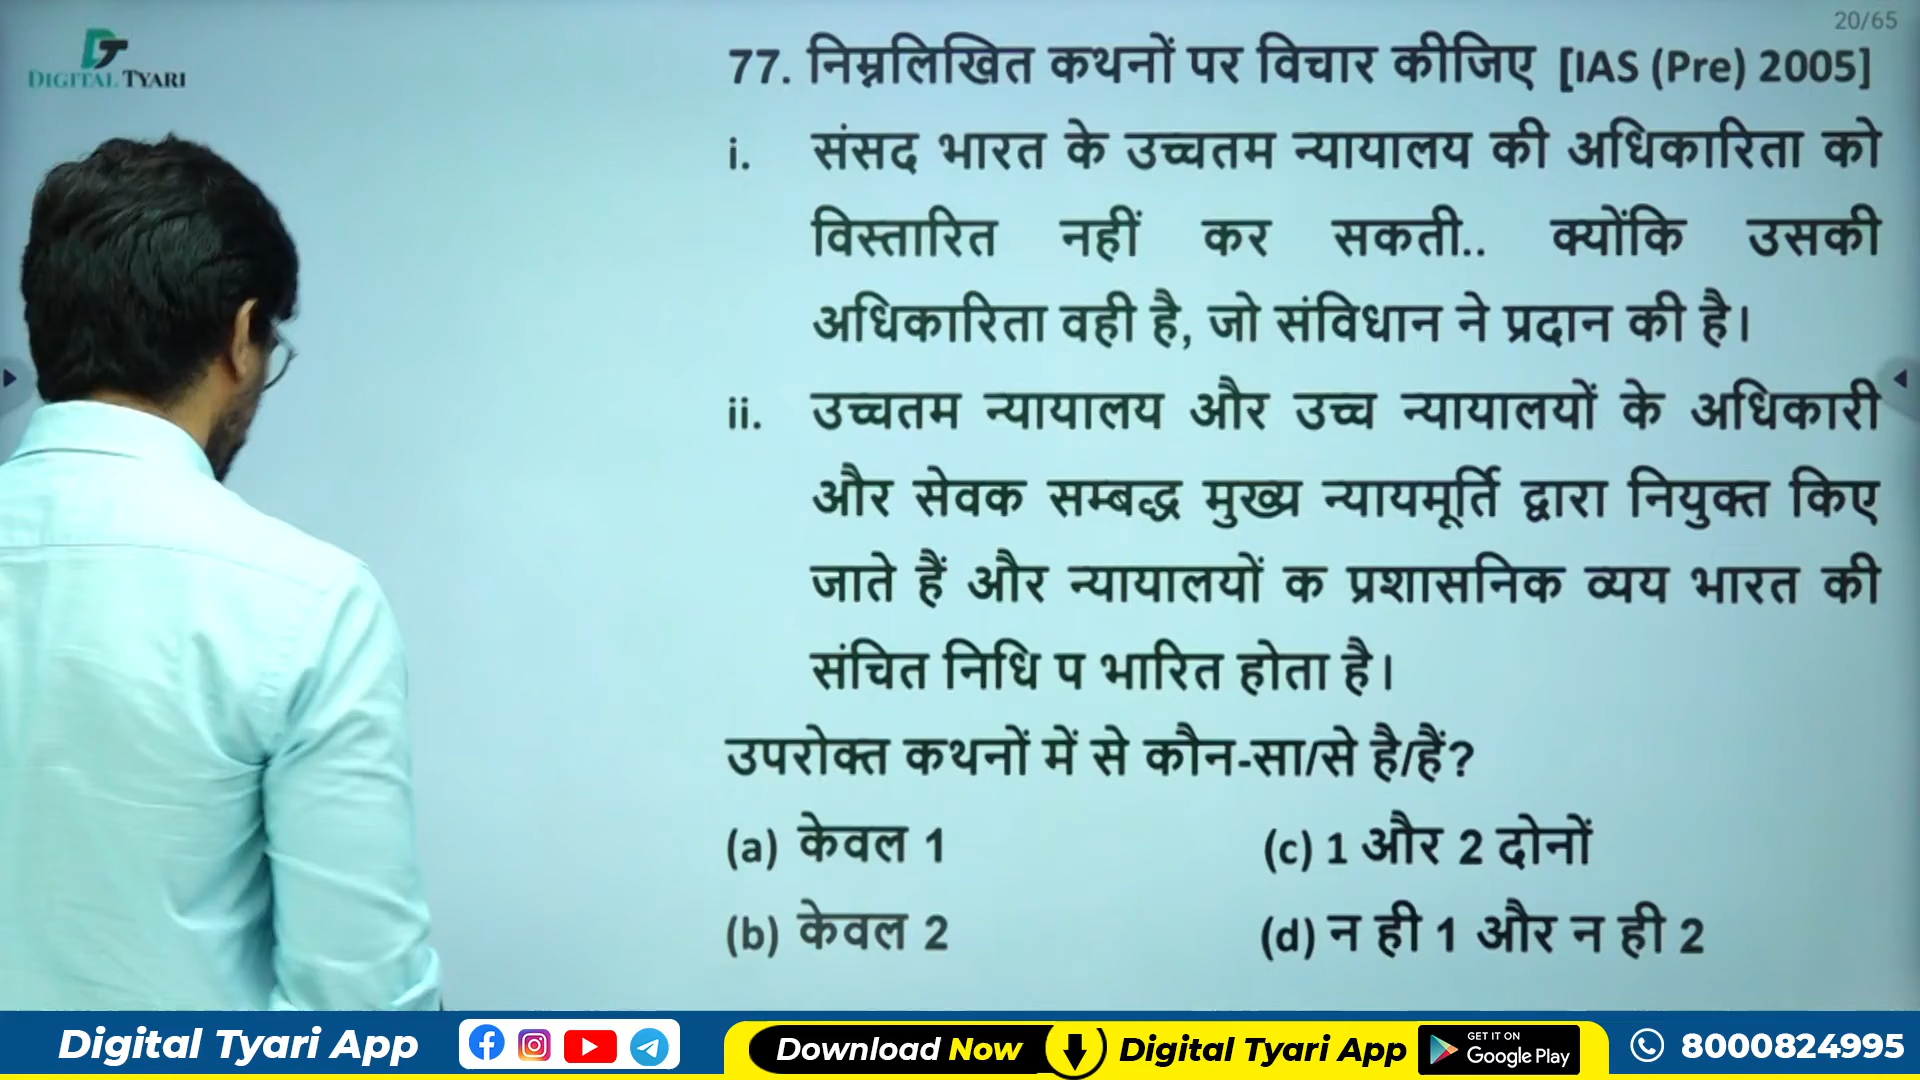 20/65
DT
DIGITAL TYARI
77. निम्नलिखित कथनों पर विचार कीजिए [IAS (Pre) 2005]
i. संसद भारत के उच्चतम न्यायालय की अधिकारिता को
विस्तारित नहीं कर सकती.. क्योंकि उसकी
अधिकारिता वही है, जो संविधान ने प्रदान की है।
ii. उच्चतम न्यायालय और उच्च न्यायालयों के अधिकारी
और सेवक सम्बद्ध मुख्य न्यायमूर्ति द्वारा नियुक्त किए
जाते हैं और न्यायालयों क प्रशासनिक व्यय भारत की
संचित निधि प भारित होता है।
उपरोक्त कथनों में से कौन-सा/से है/हैं?
(a) केवल 1
(c) 1 और 2 दोनों
(b) केवल 2
(d) न ही 1 और न ही 2
Digital Tyari App
Download Now
Digital Tyari App
GET IT ON
Google Play
8000824995